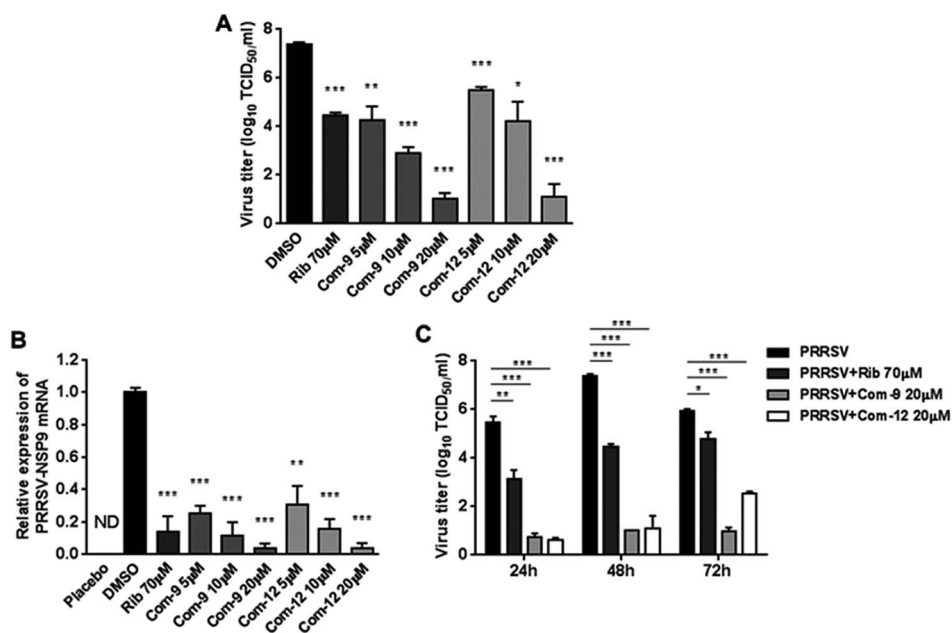 A
Virus titer (log10 TCID50/ml)
8
6
4
2
0
***
**
***
***
***
*
***
DMSO
Rib 70μM
Com-9 5μM
Com-9 10μM
Com-9 20μM
Com-12 5μM
Com-12 10μM
Com-12 20μM
B
Relative expression of
PRRSV-NSP9 mRNA
1.2
1.0
0.8
0.6
0.4
0.2
0.0
ND
***
***
***
***
**
***
***
Placebo
DMSO
Rib 70μM
Com-9 5μM
Com-9 10μM
Com-9 20μM
Com-12 5μM
Com-12 10μM
Com-12 20μM
C
Virus titer (log10 TCID50/ml)
8
6
4
2
0
***
***
**
***
***
***
***
***
*
24h
48h
72h
PRRSV
PRRSV+Rib 70μM
PRRSV+Com-9 20μM
PRRSV+Com-12 20μM